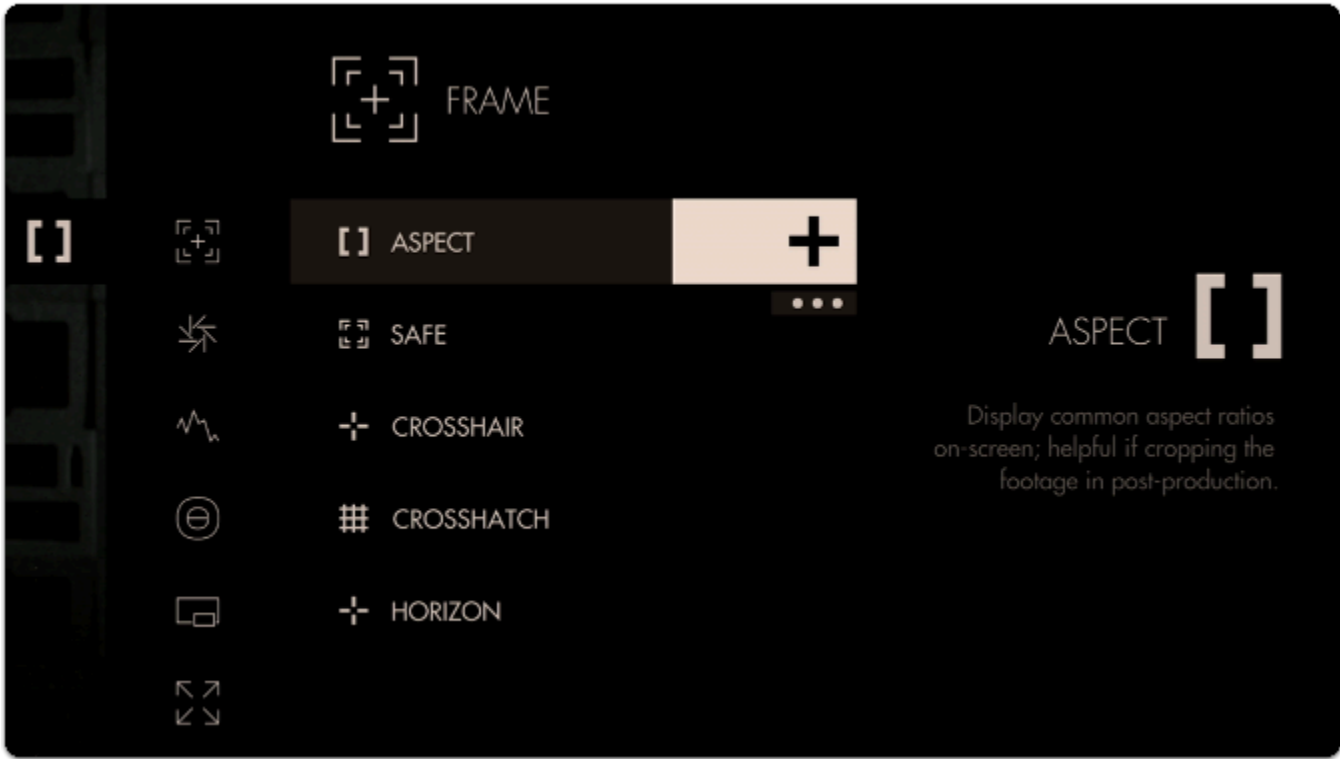 FRAME
ASPECT
SAFE
CROSSHAIR
CROSSHATCH
HORIZON
ASPECT
Display common aspect ratios
on-screen; helpful if cropping the
footage in post-production.